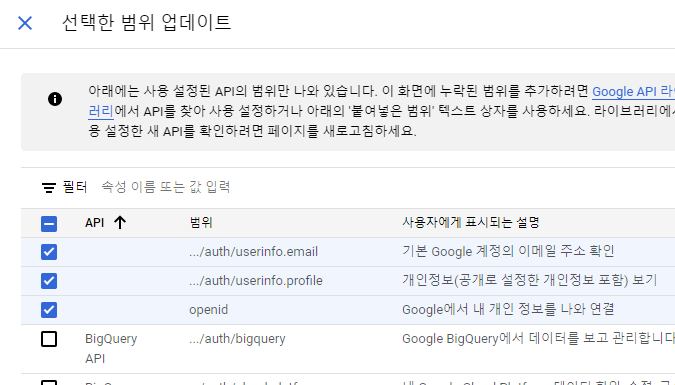 선택한 범위 업데이트
아래에는 사용 설정된 API의 범위만 나와 있습니다. 이 화면에 누락된 범위를 추가하려면 Google API 라
러리에서 API를 찾아 사용 설정하거나 아래의 '붙여넣은 범위' 텍스트 상자를 사용하세요. 라이브러리에서
용 설정한 새 API를 확인하려면 페이지를 새로고침하세요.
필터 속성 이름 또는 값 입력
API 범위 사용자에게 표시되는 설명
.../auth/userinfo.email 기본 Google 계정의 이메일 주소 확인
.../auth/userinfo.profile 개인정보(공개로 설정한 개인정보 포함) 보기
openid Google에서 내 개인 정보를 나와 연결
BigQuery .../auth/bigquery Google BigQuery에서 데이터를 보고 관리합니다
API